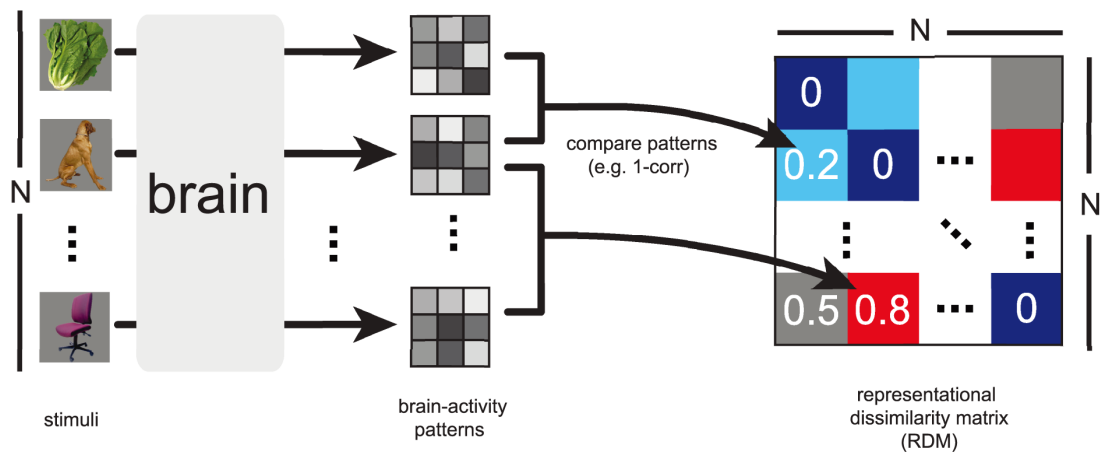 N
brain
stimuli
brain-activity
patterns
compare patterns
(e.g. 1-corr)
N
0
0.2 0 ...
N
0.5 0.8 ... 0
representational
dissimilarity matrix
(RDM)